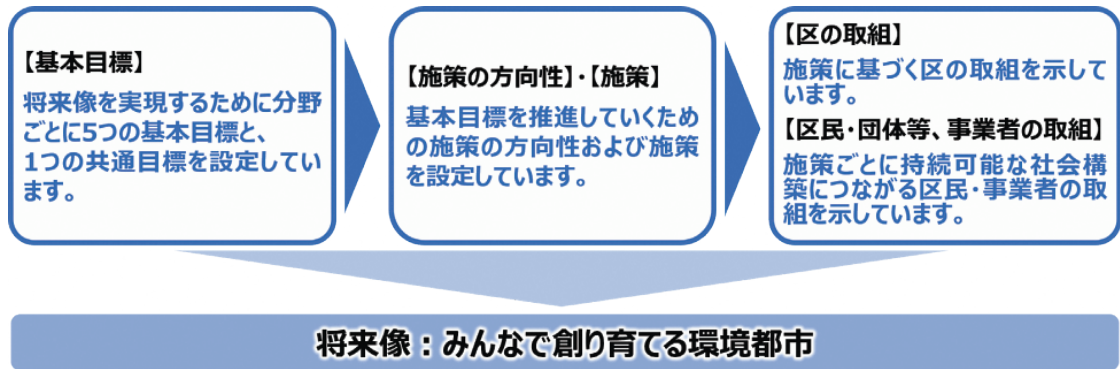 【基本目標】
将来像を実現するために分野
ごとに5つの基本目標と、
1つの共通目標を設定してい
ます。
【施策の方向性】・【施策】
基本目標を推進していくため
の施策の方向性および施策
を設定しています。
【区の取組】
施策に基づく区の取組を示して
います。
【区民・団体等、事業者の取組】
施策ごとに持続可能な社会構
築につながる区民・事業者の取
組を示しています。
将来像：みんなで創り育てる環境都市